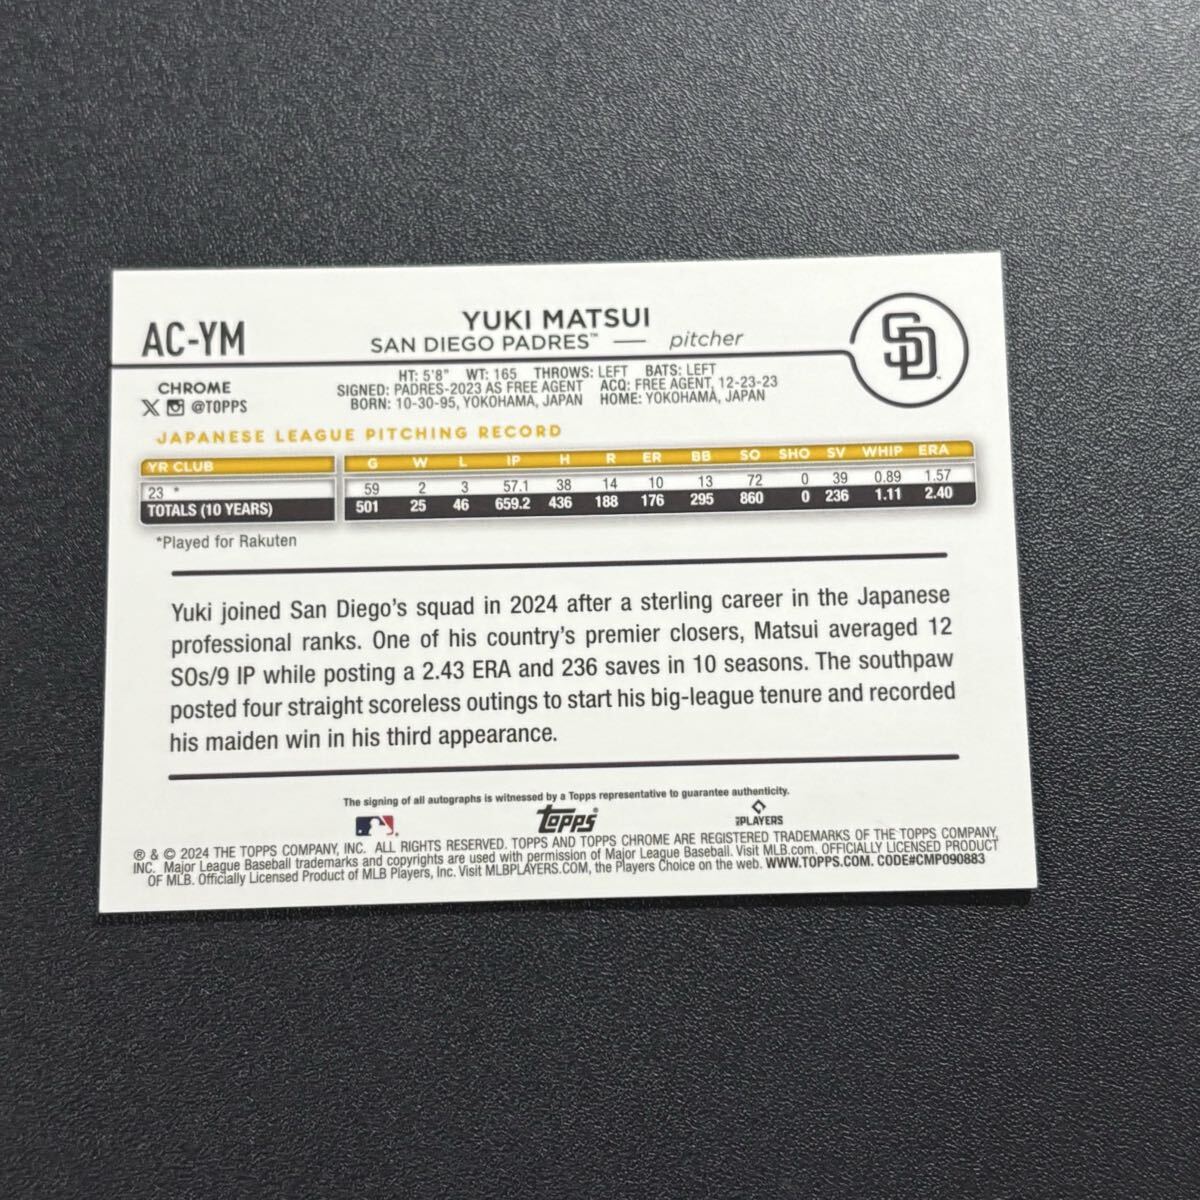 AC-YM
YUKI MATSUI
SAN DIEGO PADRES™ — pitcher
SD
CHROME
X @TOPPS
HT: 5'8" WT: 165 THROWS: LEFT BATS: LEFT
SIGNED: PADRES-2023 AS FREE AGENT ACQ: FREE AGENT, 12-23-23
BORN: 10-30-95, YOKOHAMA, JAPAN HOME: YOKOHAMA, JAPAN
JAPANESE LEAGUE PITCHING RECORD
YR CLUB G W L IP H R ER BB SO SHO SV WHIP ERA
23 * 59 2 3 57.1 38 14 10 13 72 0 39 0.89 1.57
TOTALS (10 YEARS) 501 25 46 659.2 436 188 176 295 860 0 236 1.11 2.40
*Played for Rakuten
Yuki joined San Diego's squad in 2024 after a sterling career in the Japanese
professional ranks. One of his country's premier closers, Matsui averaged 12
SOs/9 IP while posting a 2.43 ERA and 236 saves in 10 seasons. The southpaw
posted four straight scoreless outings to start his big-league tenure and recorded
his maiden win in his third appearance.
The signing of all autographs is witnessed by a Topps representative to guarantee authenticity.
topps®
PLAYERS
® & © 2024 THE TOPPS COMPANY, INC. ALL RIGHTS RESERVED. TOPPS AND TOPPS CHROME ARE REGISTERED TRADEMARKS OF THE TOPPS COMPANY,
INC. Major League Baseball trademarks and copyrights are used with permission of Major League Baseball. Visit MLB.com. OFFICIALLY LICENSED PRODUCT
OF MLB. Officially Licensed Product of MLB Players, Inc. Visit MLBPLAYERS.COM, the Players Choice on the web. WWW.TOPPS.COM. CODE#CMP090883